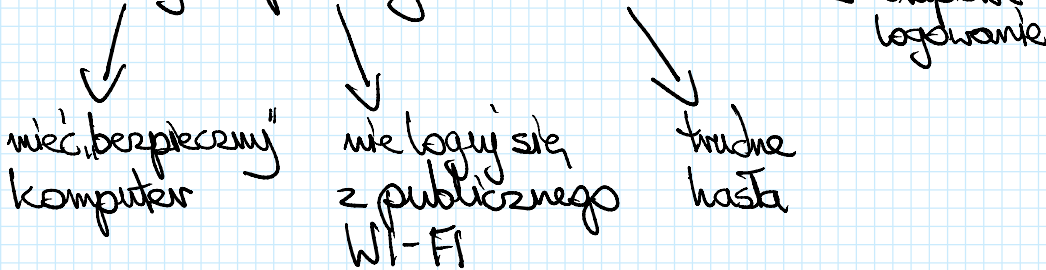 logowanie
mieć „bezpieczny"
komputer
nie loguj się
z publicznego
WI-FI
trudne
hasła